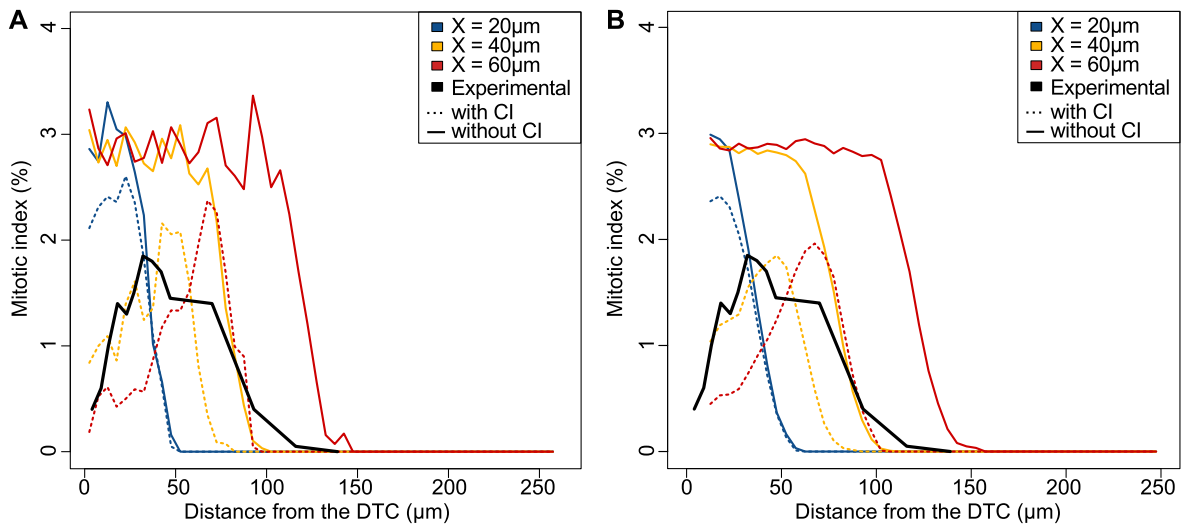 A
4
3
2
1
0
Mitotic index (%)
0
50
100
150
200
250
Distance from the DTC (µm)
X = 20µm
X = 40µm
X = 60µm
Experimental
with CI
without CI
B
4
3
2
1
0
Mitotic index (%)
0
50
100
150
200
250
Distance from the DTC (µm)
X = 20µm
X = 40µm
X = 60µm
Experimental
with CI
without CI